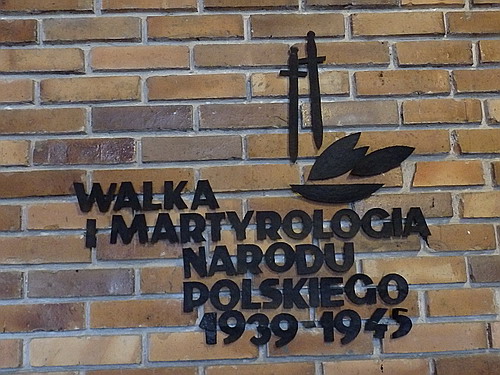 WALKA
I MARTYROLOGIA
NARODU
POLSKIEGO
1939-1945